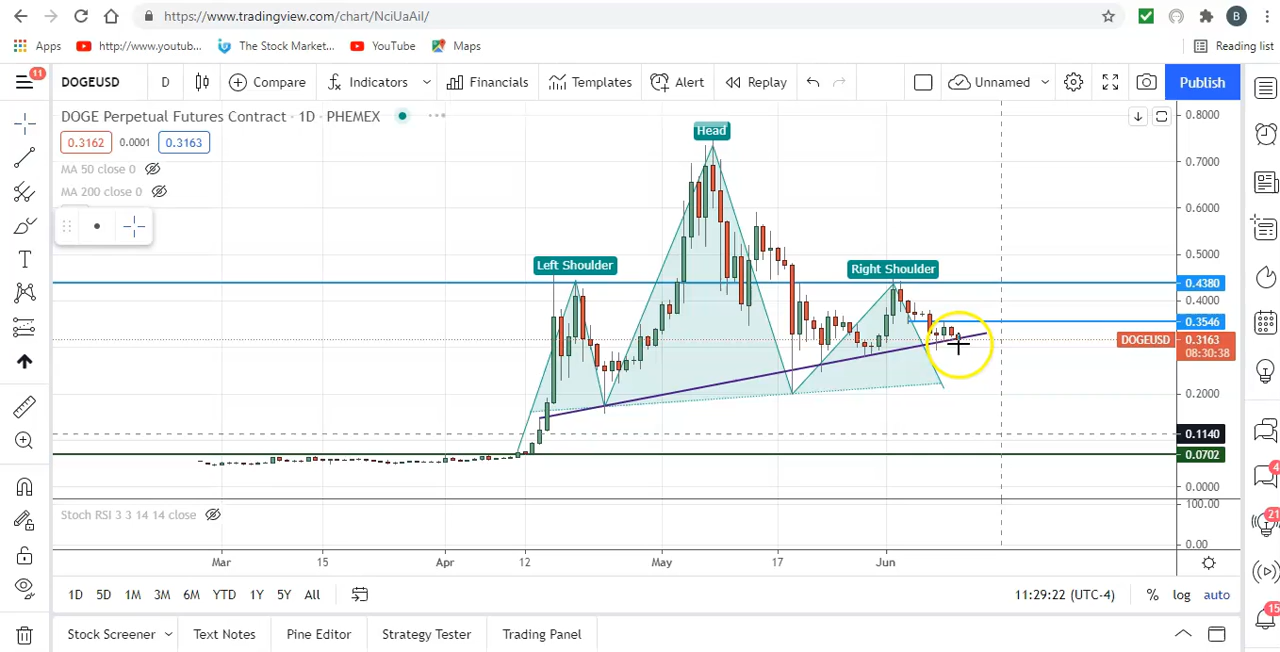 https://www.tradingview.com/chart/NciUaAiI/
B
Apps http://www.youtub... The Stock Market... YouTube Maps Reading list
11 DOGEUSD D Compare Indicators Financials Templates Alert Replay Unnamed Publish
DOGE Perpetual Futures Contract · 1D · PHEMEX
0.3162 0.0001 0.3163
MA 50 close 0
MA 200 close 0
Head
Left Shoulder
Right Shoulder
0.8000
0.7000
0.6000
0.5000
0.4380
0.4000
0.3546
DOGEUSD 0.3163
08:30:38
0.2000
0.1140
0.0702
0.0000
Stoch RSI 3 3 14 14 close
100.00
0.00
Mar 15 Apr 12 May 17 Jun
1D 5D 1M 3M 6M YTD 1Y 5Y All 11:29:22 (UTC-4) % log auto
Stock Screener Text Notes Pine Editor Strategy Tester Trading Panel
4
21
15